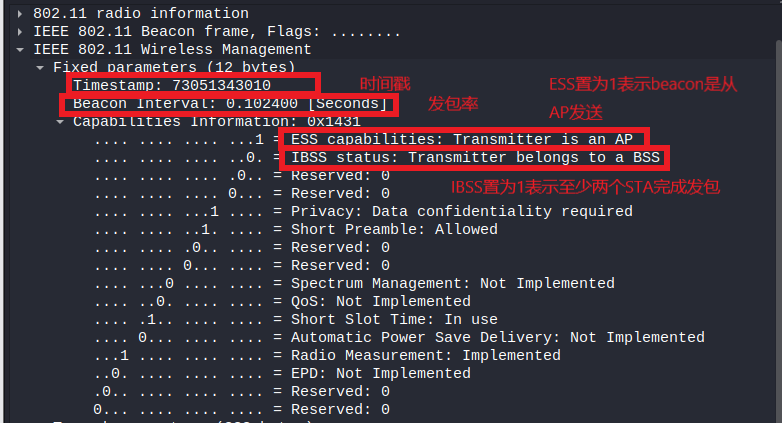 802.11 radio information
IEEE 802.11 Beacon frame, Flags: ........
IEEE 802.11 Wireless Management
Fixed parameters (12 bytes)
Timestamp: 73051343010
时间戳
ESS置为1表示beacon是从
AP发送
Beacon Interval: 0.102400 [Seconds]
发包率
Capabilities Information: 0x1431
.... .... .... ...1 = ESS capabilities: Transmitter is an AP
.... .... .... ..0. = IBSS status: Transmitter belongs to a BSS
.... .... .... .0.. = Reserved: 0
IBSS置为1表示至少两个STA完成发包
.... .... .... 0... = Reserved: 0
.... .... ...1 .... = Privacy: Data confidentiality required
.... .... ..1. .... = Short Preamble: Allowed
.... .... .0.. .... = Reserved: 0
.... .... 0... .... = Reserved: 0
.... ...0 .... .... = Spectrum Management: Not Implemented
.... ..0. .... .... = QoS: Not Implemented
.... .1.. .... .... = Short Slot Time: In use
.... 0... .... .... = Automatic Power Save Delivery: Not Implemented
...1 .... .... .... = Radio Measurement: Implemented
..0. .... .... .... = EPD: Not Implemented
.0.. .... .... .... = Reserved: 0
0... .... .... .... = Reserved: 0